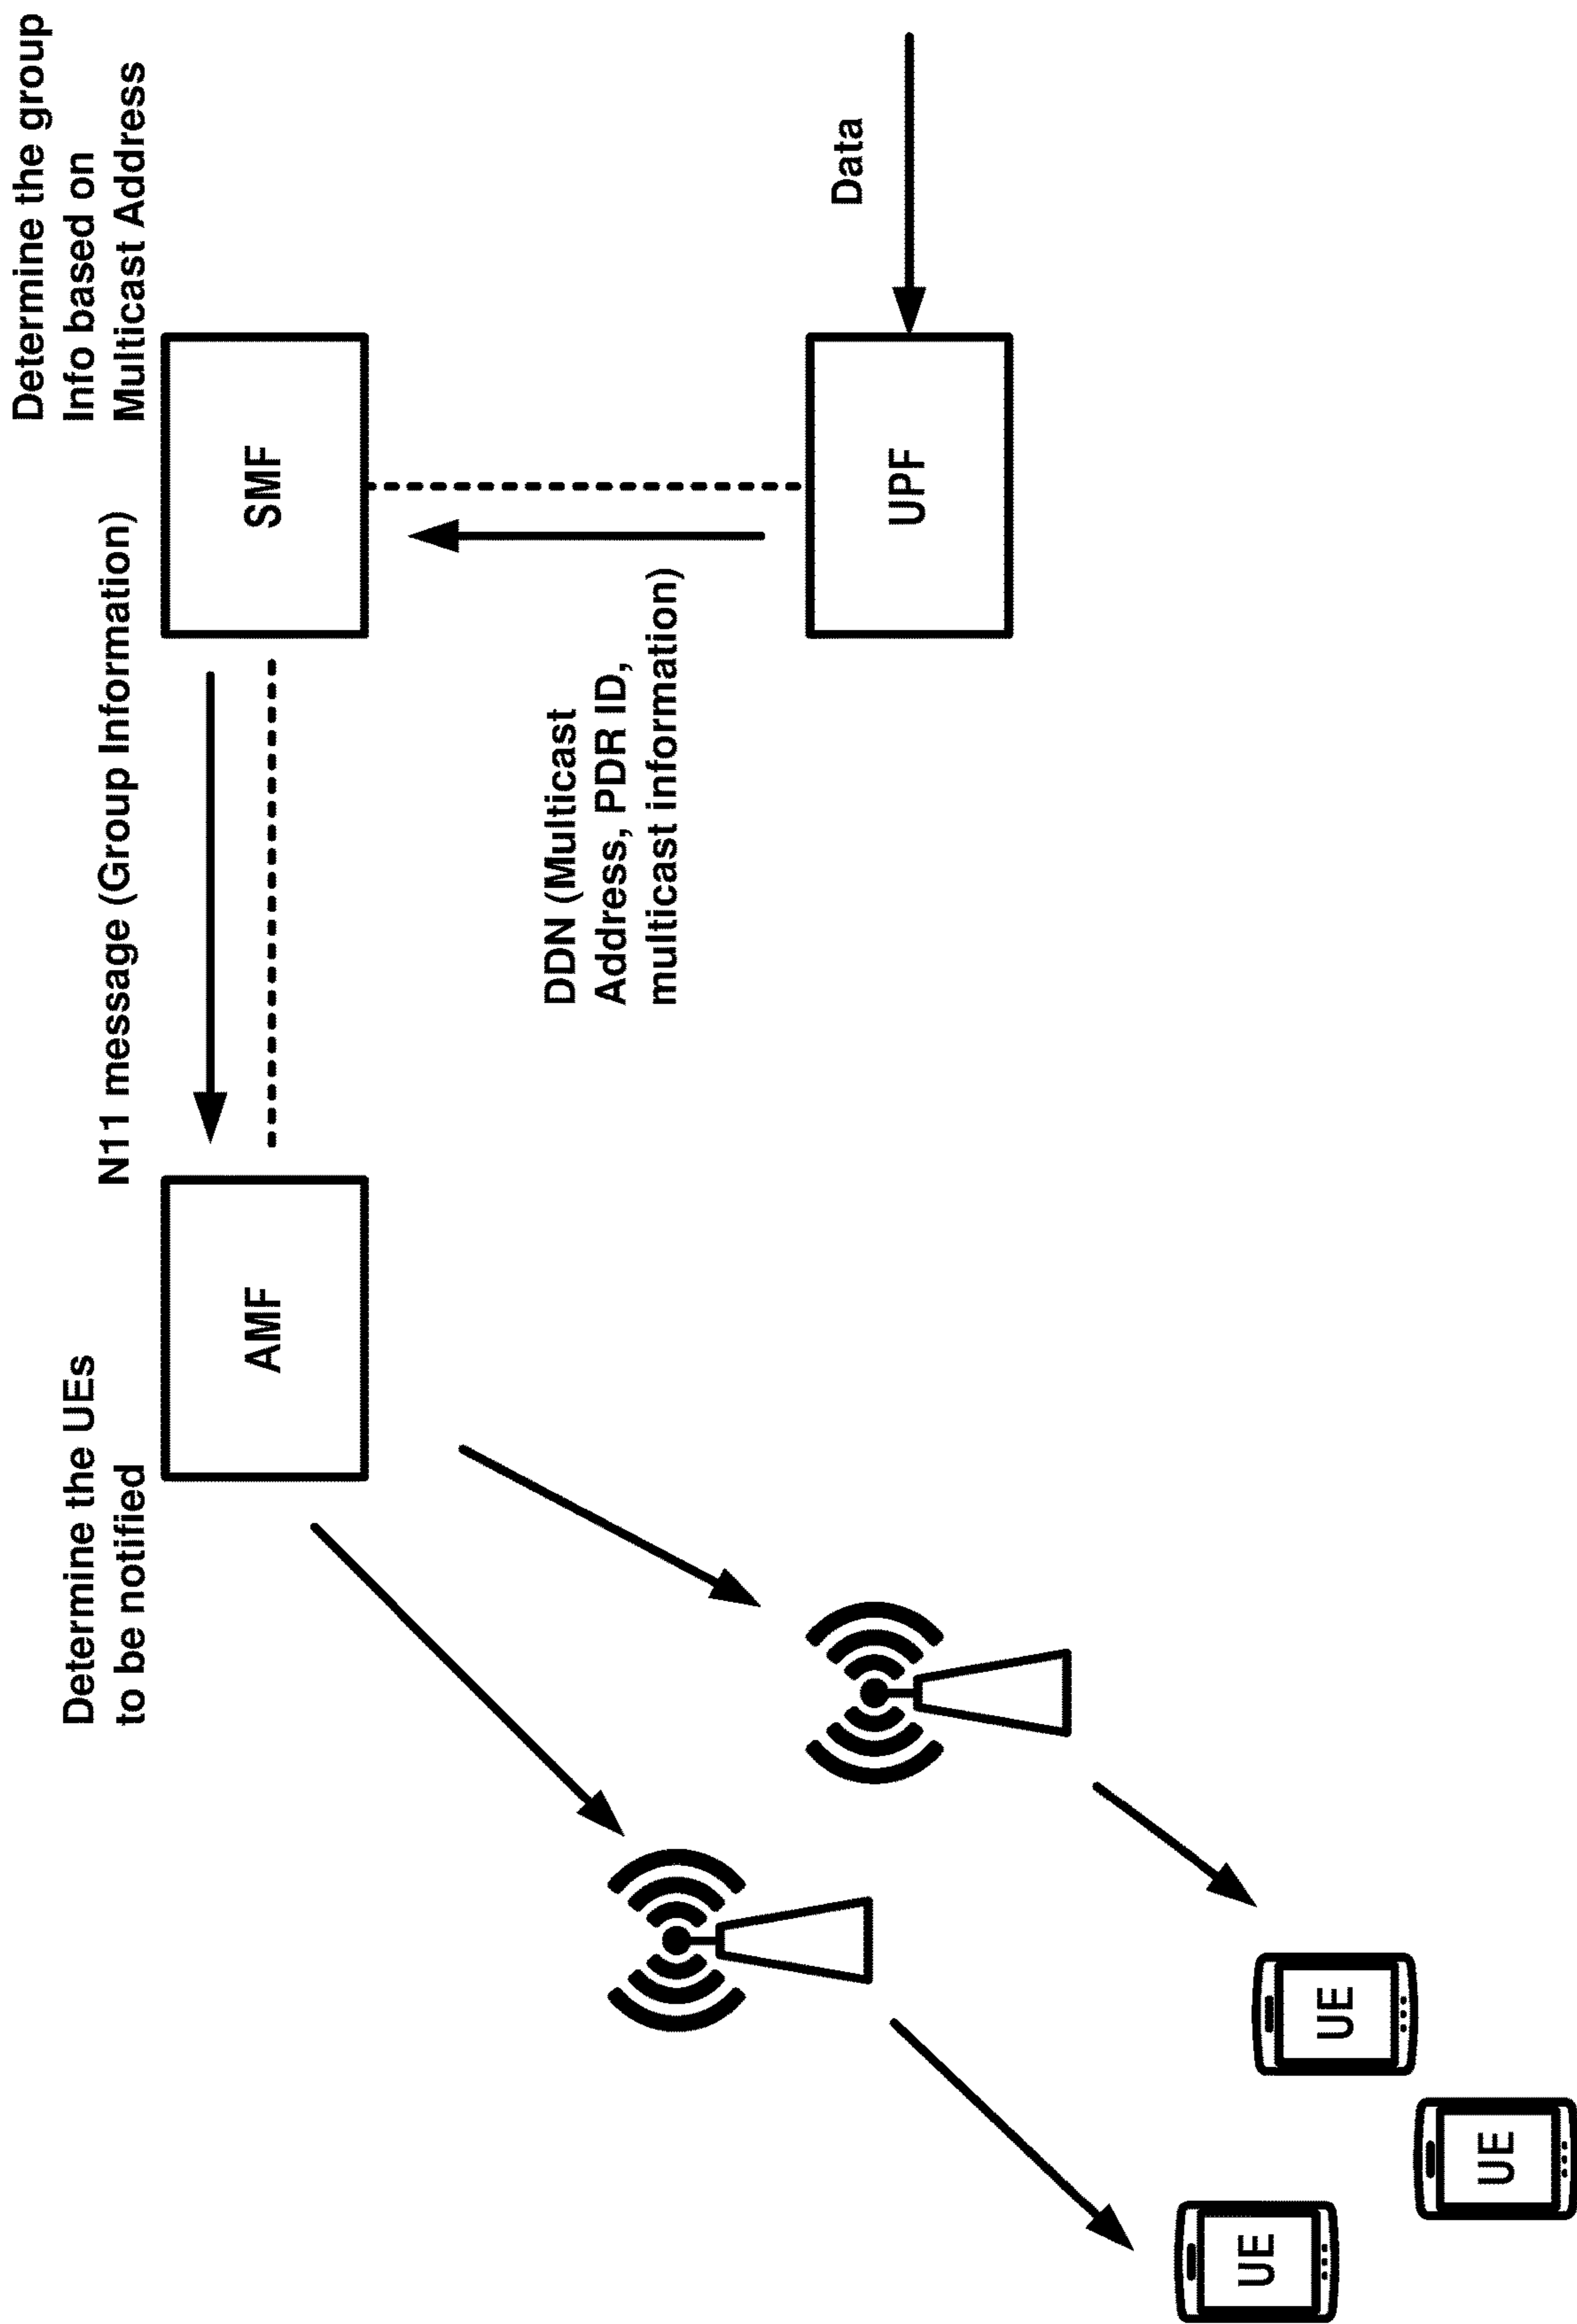 Determine the UEs
to be notified
AMF
N11 message (Group Information)
SMF
Determine the group
Info based on
Multicast Address
DDN (Multicast
Address, PDR ID,
multicast information)
UPF
Data
UE
UE
UE